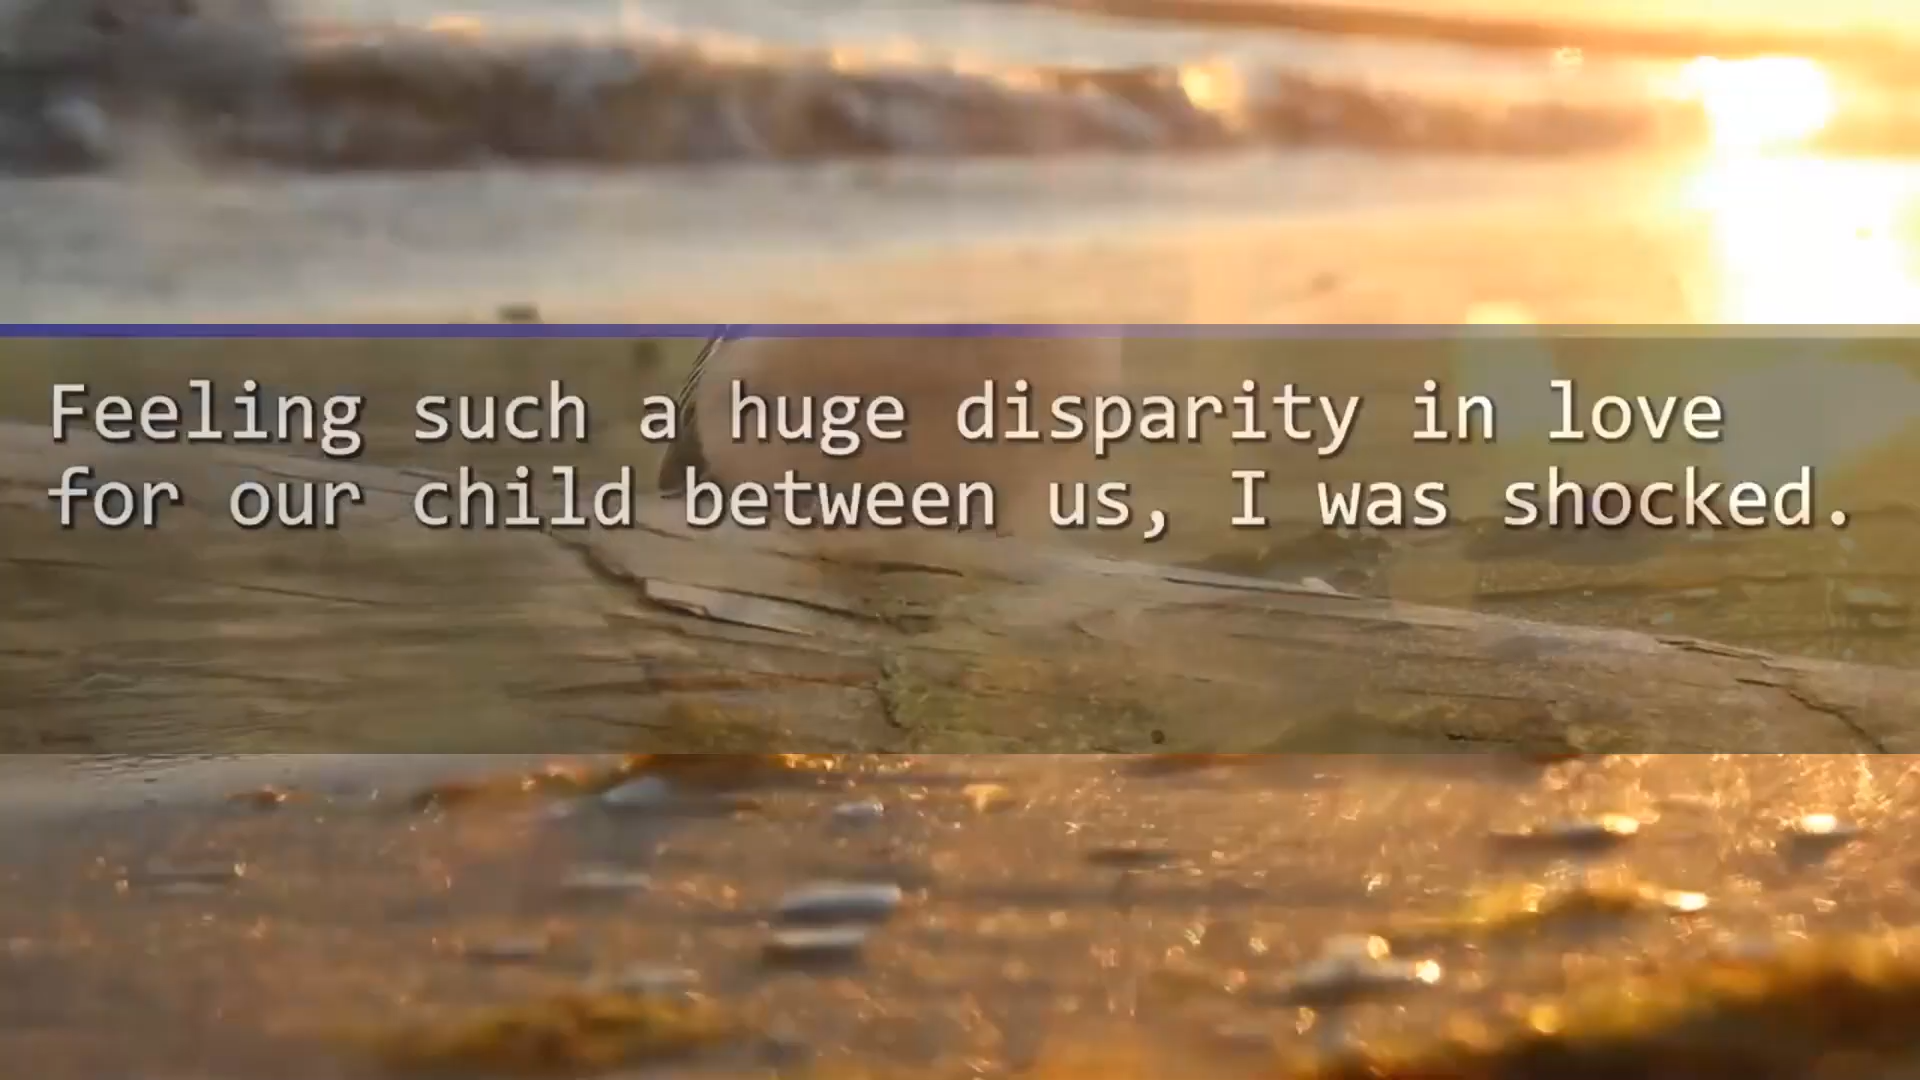 Feeling such a huge disparity in love
for our child between us, I was shocked.